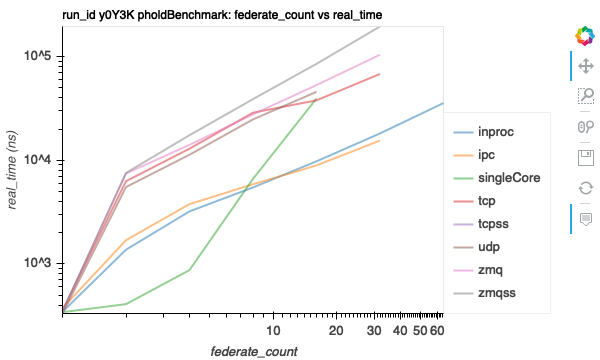 run_id y0Y3K pholdBenchmark: federate_count vs real_time
real_time (ns)
10^5
10^4
10^3
10
20
30
40
50
60
federate_count
inproc
ipc
singleCore
tcp
tcpss
udp
zmq
zmqss